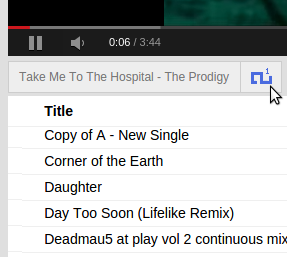 0:06 / 3:44
Take Me To The Hospital - The Prodigy
1
Title
Copy of A - New Single
Corner of the Earth
Daughter
Day Too Soon (Lifelike Remix)
Deadmau5 at play vol 2 continuous mix